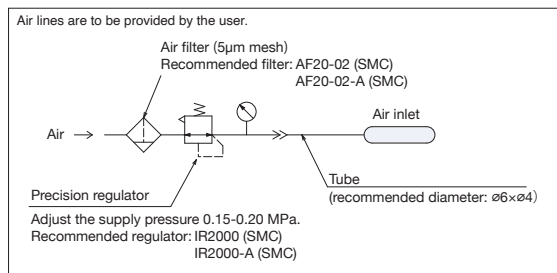 Air lines are to be provided by the user.
Air filter (5µm mesh)
Recommended filter: AF20-02 (SMC)
AF20-02-A (SMC)
Air inlet
Air
Tube
(recommended diameter: ø6×ø4)
Precision regulator
Adjust the supply pressure 0.15-0.20 MPa.
Recommended regulator: IR2000 (SMC)
IR2000-A (SMC)